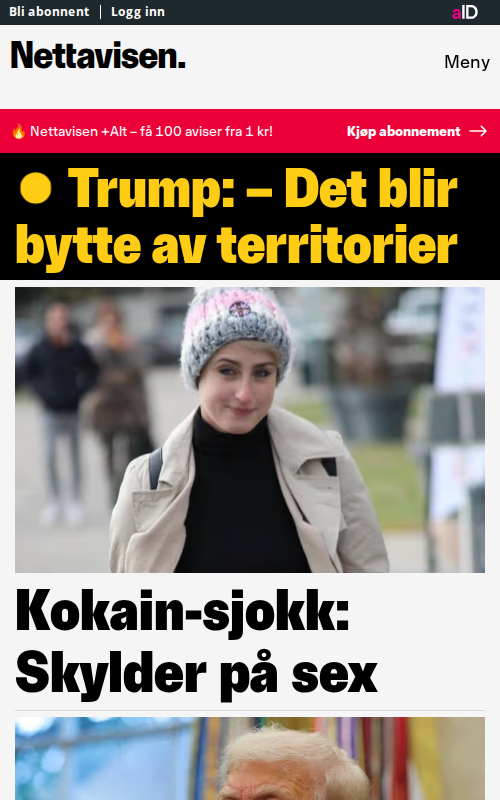 Bli abonnent | Logg inn
aID
Nettavisen.
Meny
🔥 Nettavisen +Alt – få 100 aviser fra 1 kr!
Kjøp abonnement →
Trump: – Det blir
bytte av territorier
Kokain-sjokk:
Skylder på sex